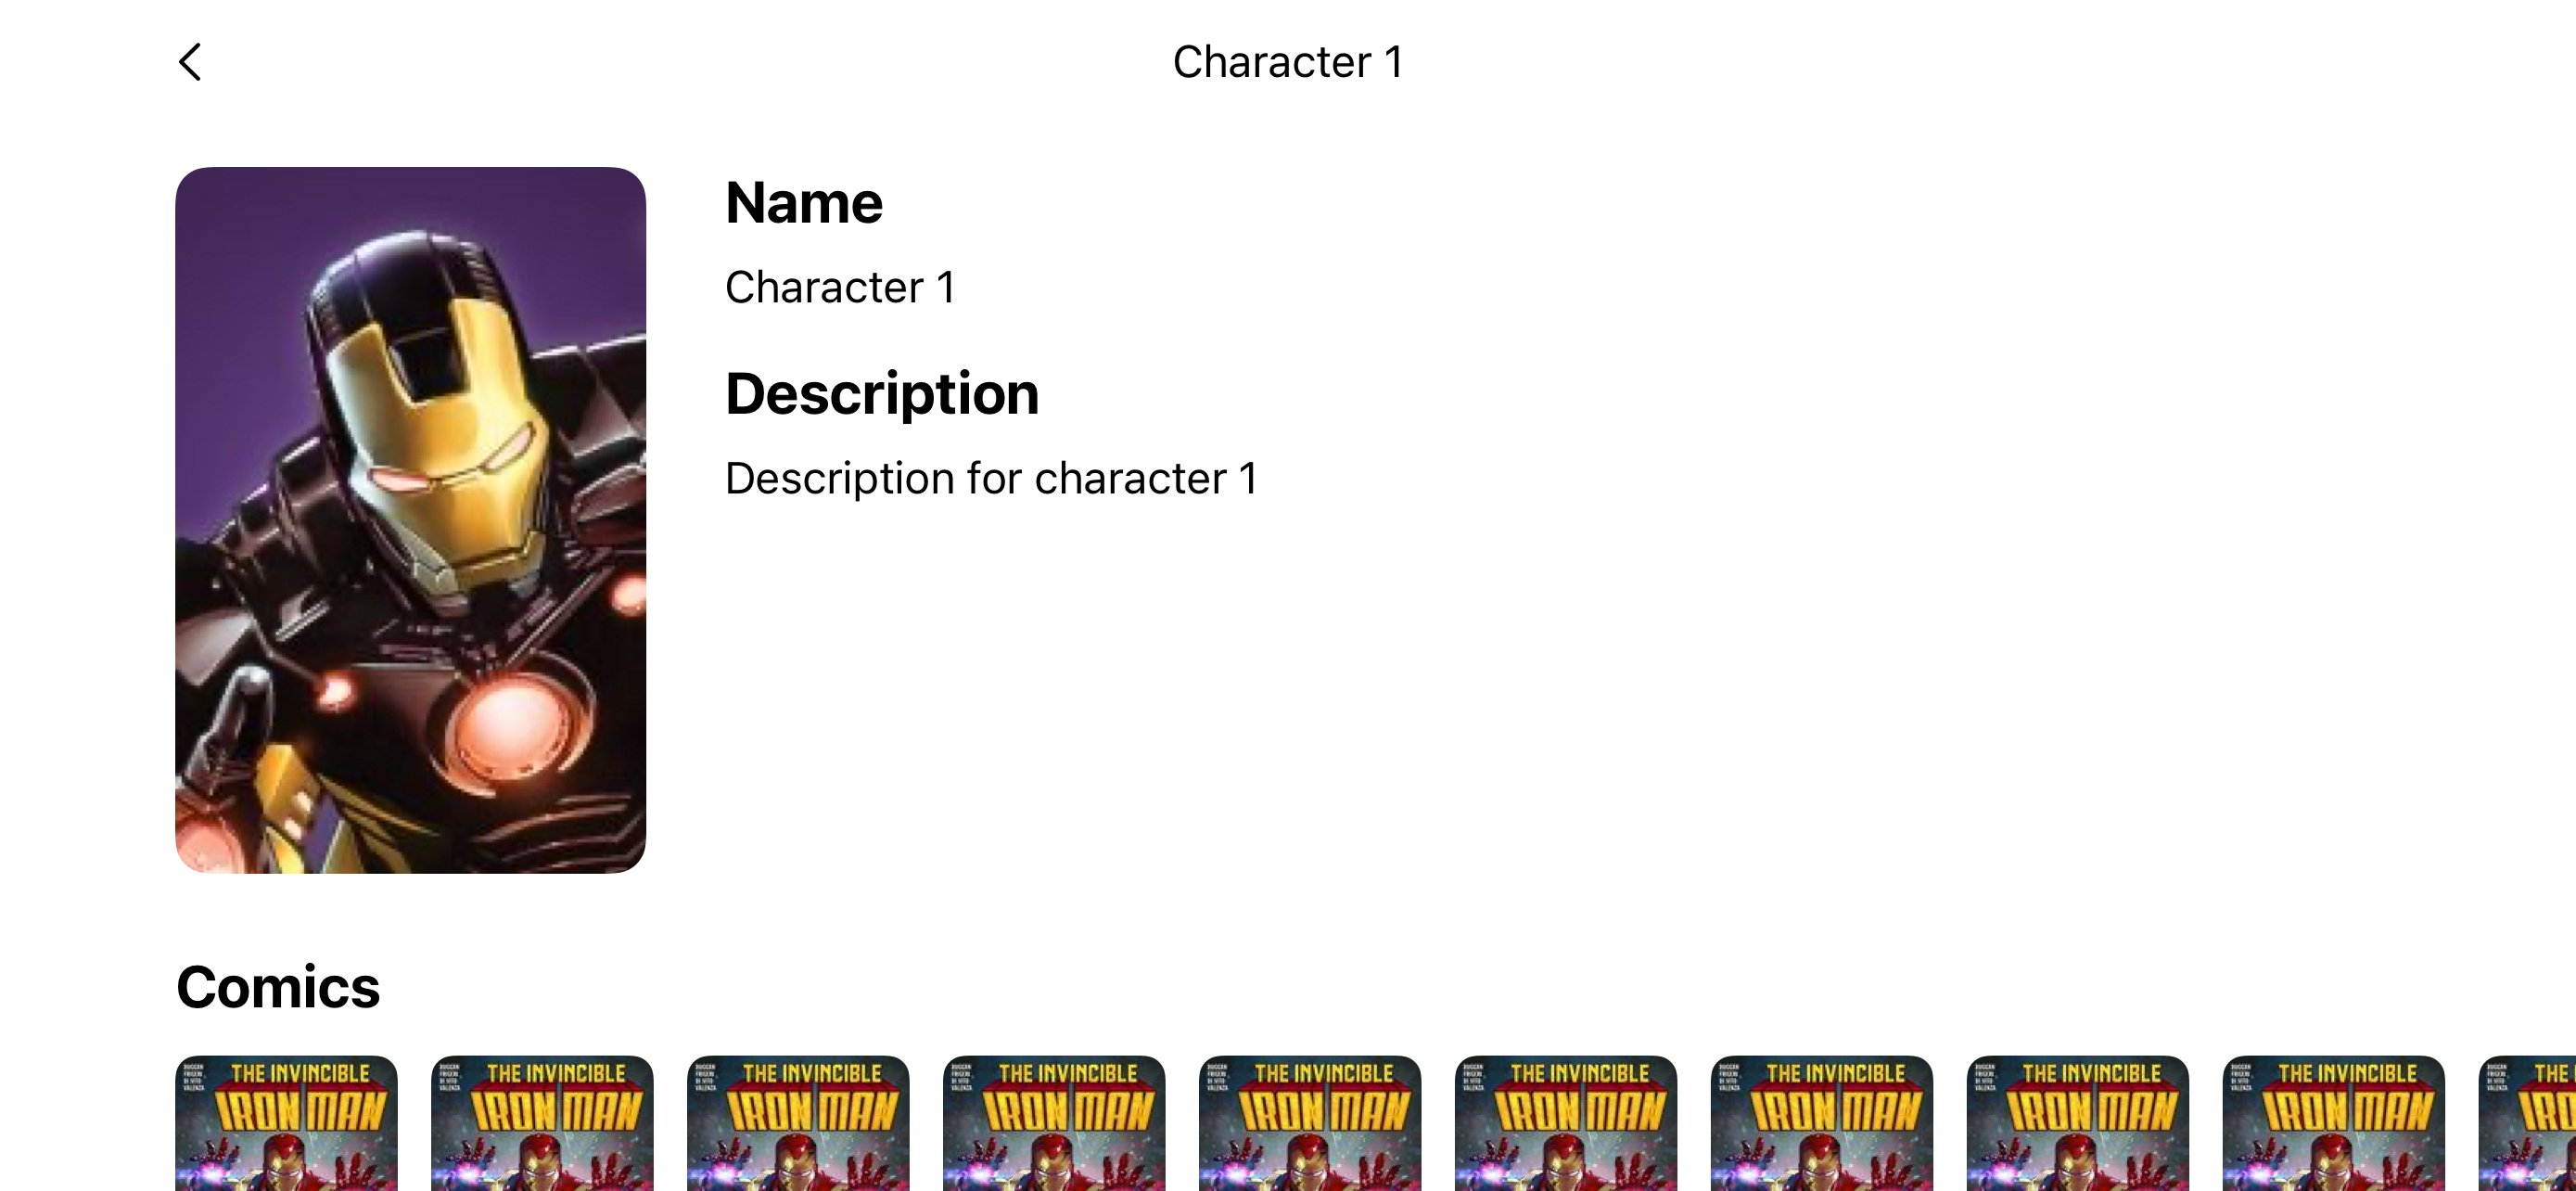 Character 1
Name
Character 1
Description
Description for character 1
Comics
THE INVINCIBLE
IRON MAN
THE INVINCIBLE
IRON MAN
THE INVINCIBLE
IRON MAN
THE INVINCIBLE
IRON MAN
THE INVINCIBLE
IRON MAN
THE INVINCIBLE
IRON MAN
THE INVINCIBLE
IRON MAN
THE INVINCIBLE
IRON MAN
THE INVINCIBLE
IRON MAN
THE